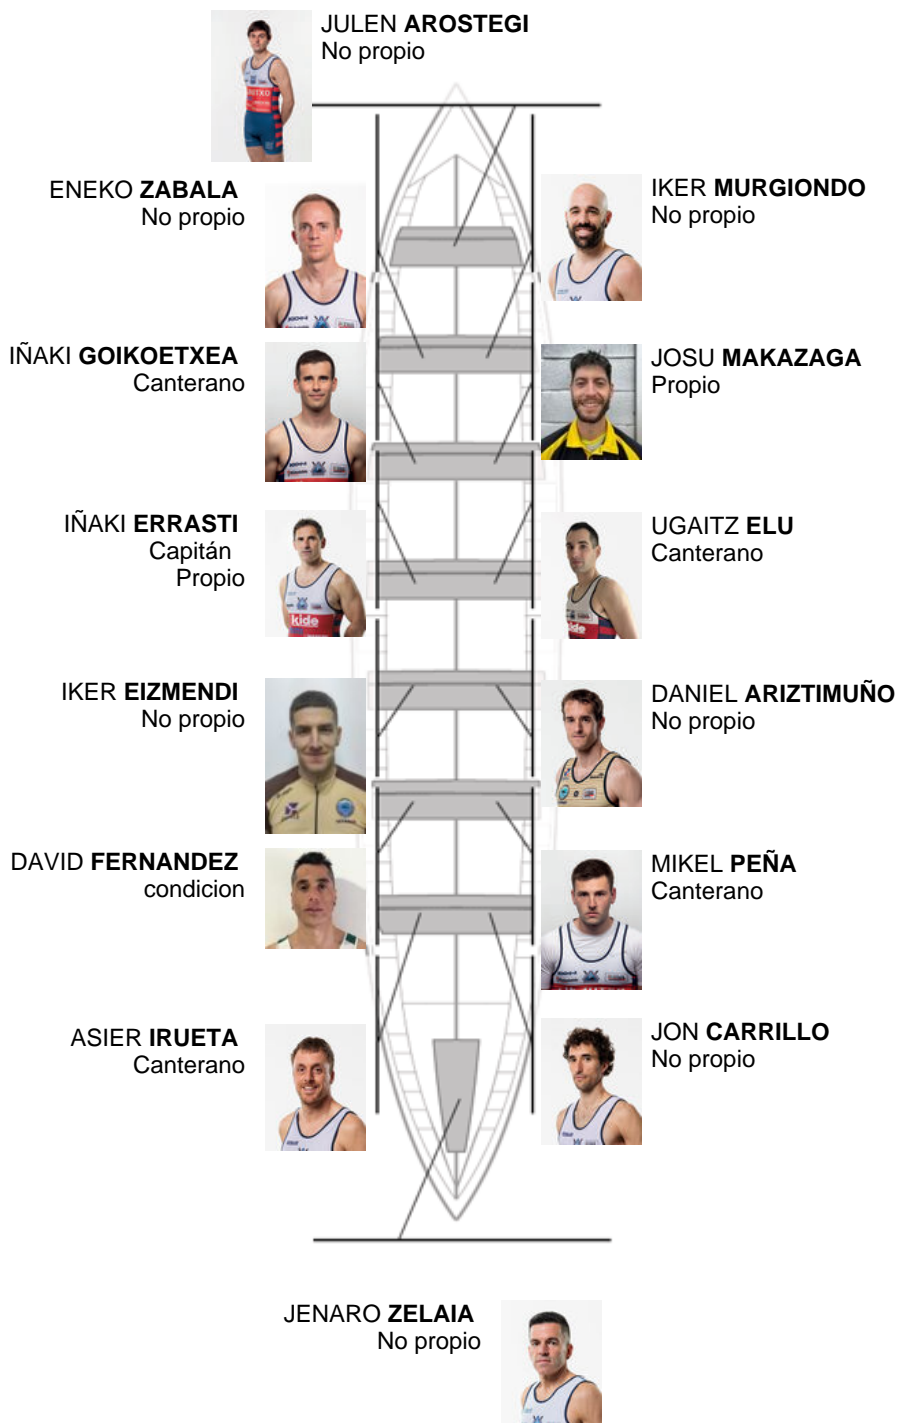 JULEN AROSTEGI
No propio
ENEKO ZABALA
No propio
IKER MURGIONDO
No propio
IÑAKI GOIKOETXEA
Canterano
JOSU MAKAZAGA
Propio
IÑAKI ERRASTI
Capitán
Propio
UGAITZ ELU
Canterano
kide
kide
IKER EIZMENDI
No propio
DANIEL ARIZTIMUÑO
No propio
DAVID FERNANDEZ
condicion
MIKEL PEÑA
Canterano
ASIER IRUETA
Canterano
JON CARRILLO
No propio
JENARO ZELAIA
No propio